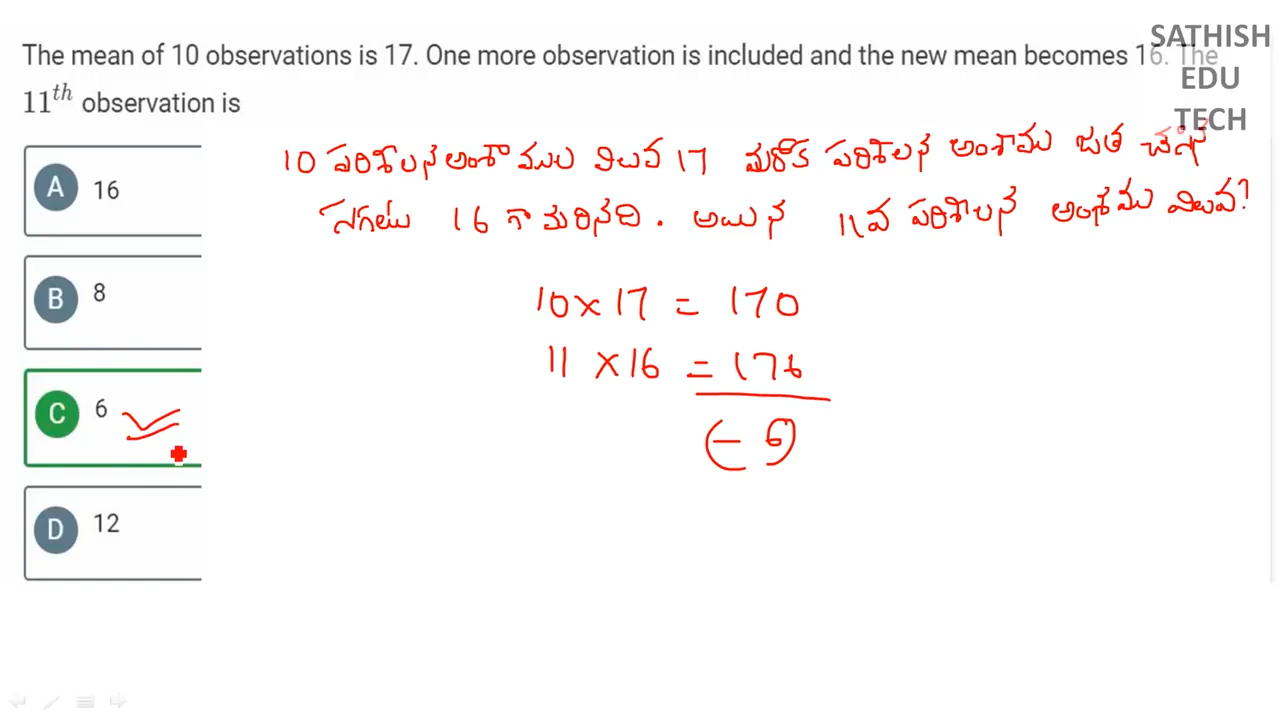 SATHISH
EDU
TECH
The mean of 10 observations is 17. One more observation is included and the new mean becomes 16. The
11th observation is
10 పరిశీలన అంశాముల విలువ 17 మరొక పరిశీలన అంశాము జత చేసిన
సగటు 16 గా మరినది. అయిన 11వ పరిశీలన అంశము విలువ?
A 16
B 8
C 6
D 12
10 × 17 = 170
11 × 16 = 176
(- 6)